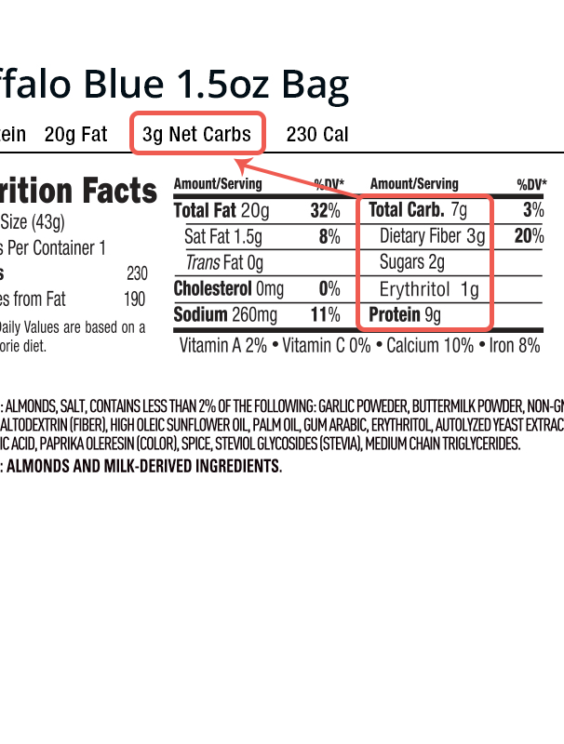 ffalo Blue 1.5oz Bag
tein 20g Fat 3g Net Carbs 230 Cal
rition Facts
Size (43g)
s Per Container 1
s 230
es from Fat 190
Daily Values are based on a
orie diet.
Amount/Serving %DV* Amount/Serving %DV*
Total Fat 20g 32% Total Carb. 7g 3%
Sat Fat 1.5g 8% Dietary Fiber 3g 20%
Trans Fat 0g Sugars 2g
Cholesterol 0mg 0% Erythritol 1g
Sodium 260mg 11% Protein 9g
Vitamin A 2% • Vitamin C 0% • Calcium 10% • Iron 8%
: ALMONDS, SALT, CONTAINS LESS THAN 2% OF THE FOLLOWING: GARLIC POWEDER, BUTTERMILK POWDER, NON-GM
ALTODEXTRIN (FIBER), HIGH OLEIC SUNFLOWER OIL, PALM OIL, GUM ARABIC, ERYTHRITOL, AUTOLYZED YEAST EXTRAC
IC ACID, PAPRIKA OLERESIN (COLOR), SPICE, STEVIOL GLYCOSIDES (STEVIA), MEDIUM CHAIN TRIGLYCERIDES.
: ALMONDS AND MILK-DERIVED INGREDIENTS.